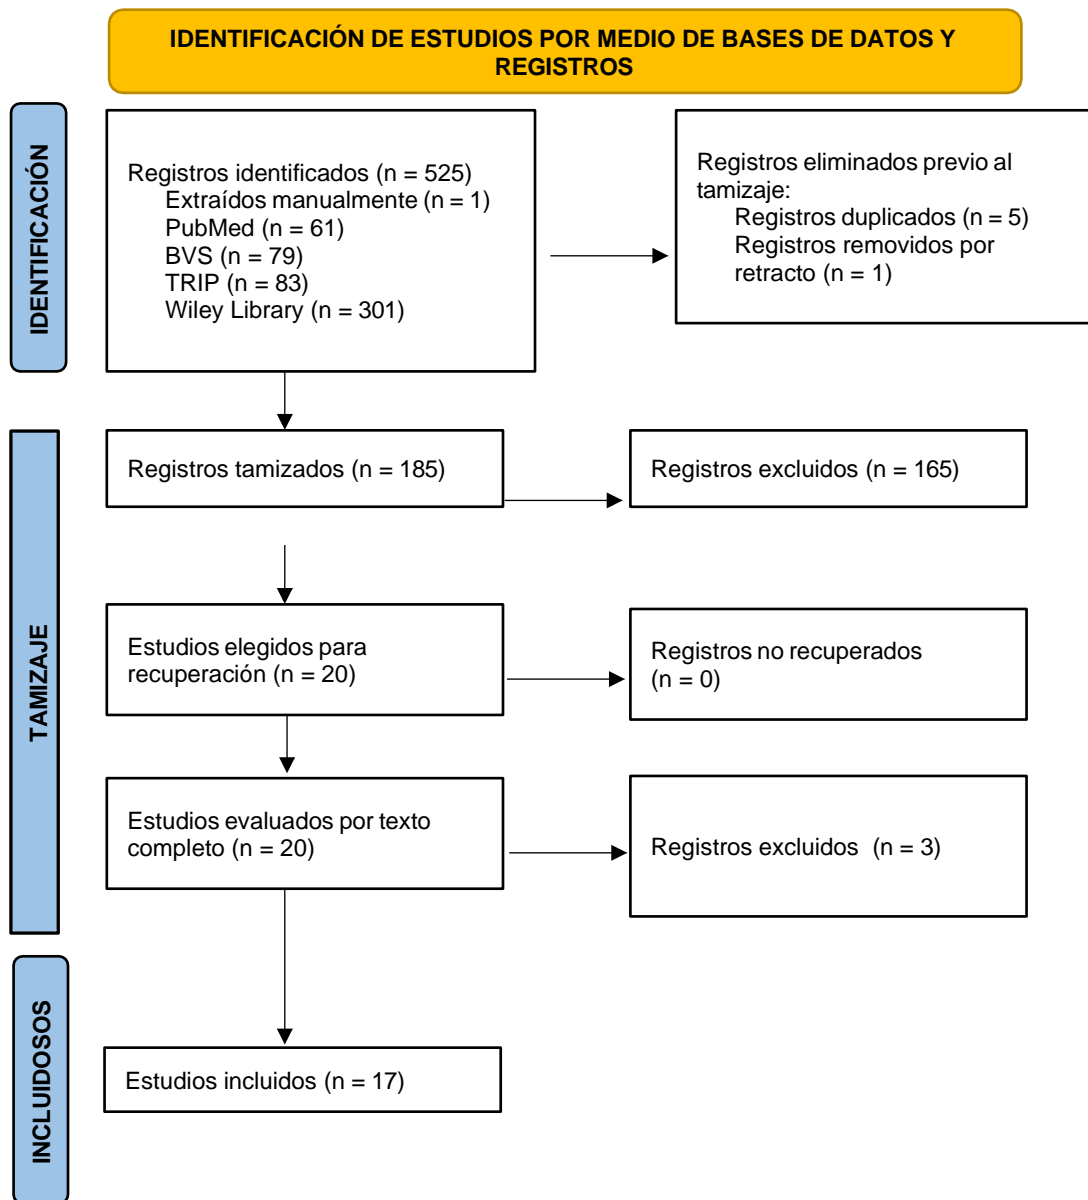 IDENTIFICACIÓN DE ESTUDIOS POR MEDIO DE BASES DE DATOS Y
REGISTROS
IDENTIFICACIÓN
Registros identificados (n = 525)
Extraídos manualmente (n = 1)
PubMed (n = 61)
BVS (n = 79)
TRIP (n = 83)
Wiley Library (n = 301)
Registros eliminados previo al
tamizaje:
Registros duplicados (n = 5)
Registros removidos por
retracto (n = 1)
TAMIZAJE
Registros tamizados (n = 185)
Registros excluidos (n = 165)
Estudios elegidos para
recuperación (n = 20)
Registros no recuperados
(n = 0)
Estudios evaluados por texto
completo (n = 20)
Registros excluidos  (n = 3)
INCLUIDOSOS
Estudios incluidos (n = 17)